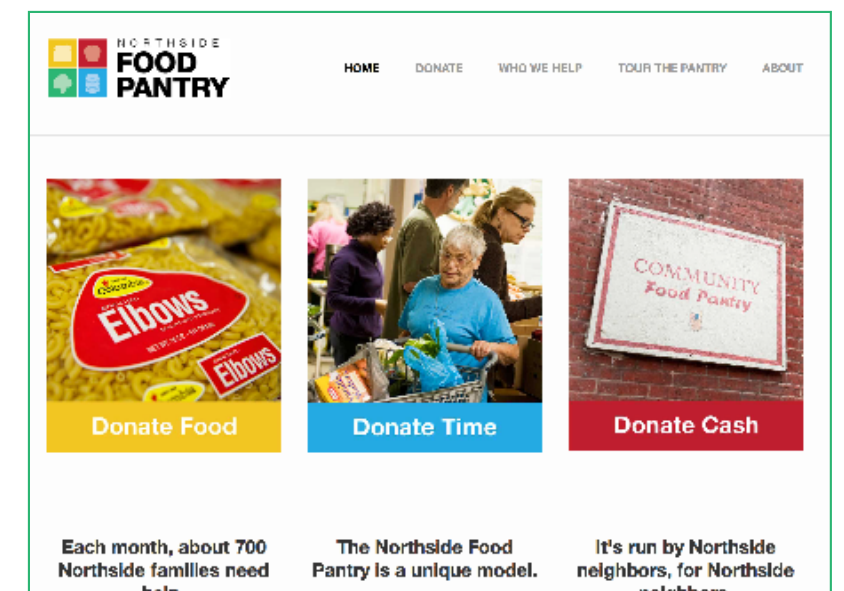 NORTHSIDE
FOOD
PANTRY
HOME DONATE WHO WE HELP TOUR THE PANTRY ABOUT
Elbows
Elbows
COMMUNITY
Food Pantry
Donate Food Donate Time Donate Cash
Each month, about 700
Northside families need
help
The Northside Food
Pantry is a unique model.
It's run by Northside
neighbors, for Northside
neighbors